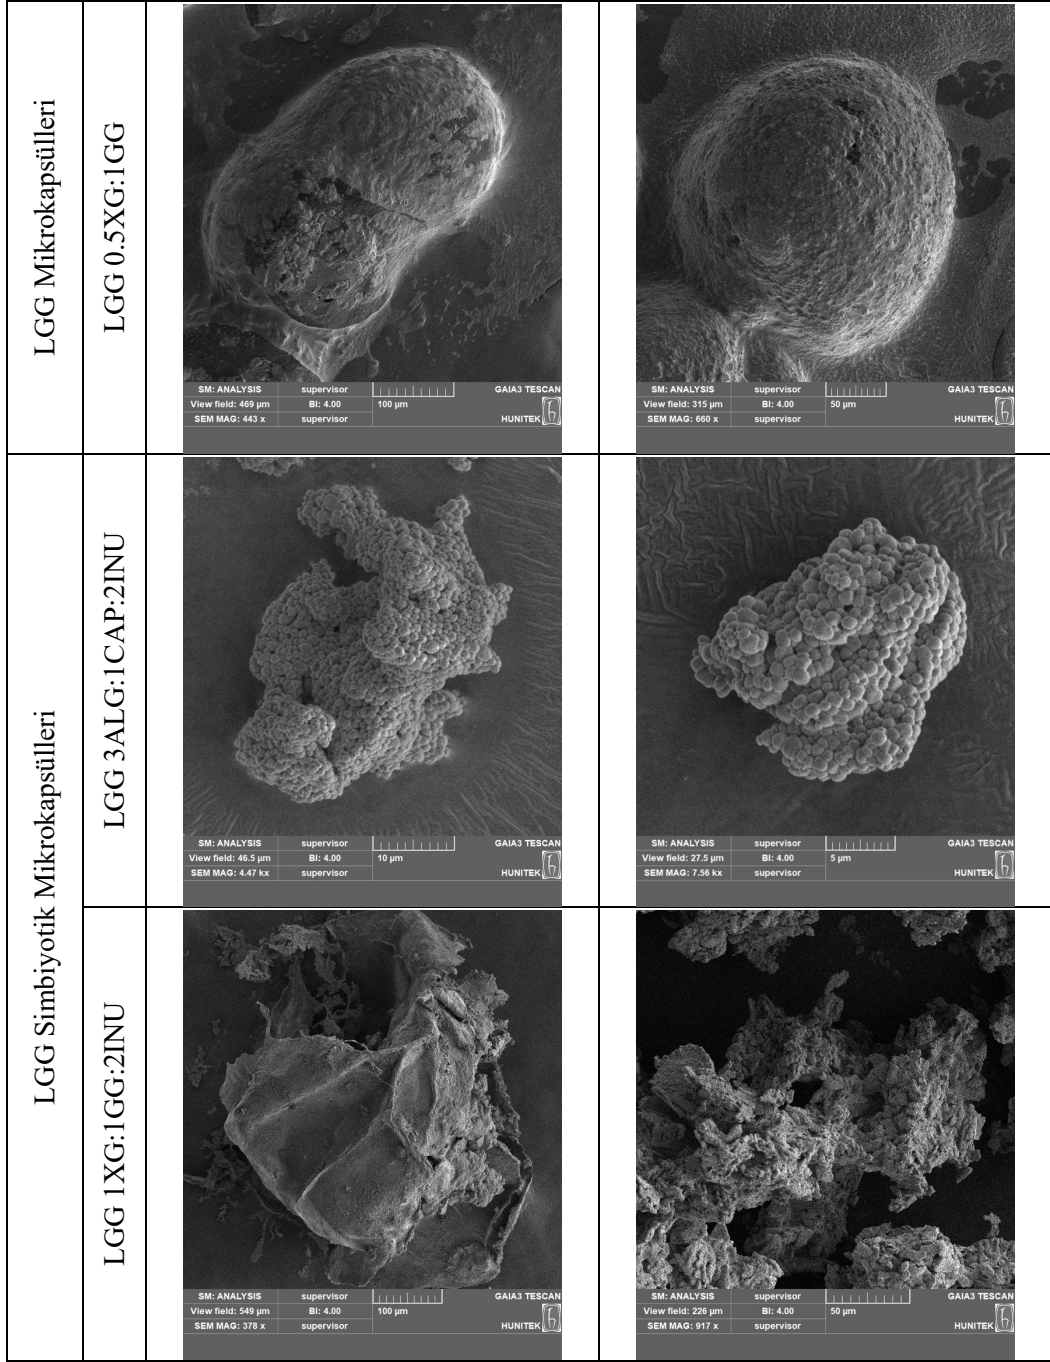 LGG Mikrokapsülleri
LGG 0.5XG:1GG
SM: ANALYSIS supervisor GAIA3 TESCAN
View field: 469 µm BI: 4.00 100 µm
SEM MAG: 443 x supervisor HUNITEK
SM: ANALYSIS supervisor GAIA3 TESCAN
View field: 315 µm BI: 4.00 50 µm
SEM MAG: 660 x supervisor HUNITEK
LGG Simbiyotik Mikrokapsülleri
LGG 3ALG:1CAP:2INU
SM: ANALYSIS supervisor GAIA3 TESCAN
View field: 46.5 µm BI: 4.00 10 µm
SEM MAG: 4.47 kx supervisor HUNITEK
SM: ANALYSIS supervisor GAIA3 TESCAN
View field: 27.5 µm BI: 4.00 5 µm
SEM MAG: 7.56 kx supervisor HUNITEK
LGG 1XG:1GG:2INU
SM: ANALYSIS supervisor GAIA3 TESCAN
View field: 549 µm BI: 4.00 100 µm
SEM MAG: 378 x supervisor HUNITEK
SM: ANALYSIS supervisor GAIA3 TESCAN
View field: 226 µm BI: 4.00 50 µm
SEM MAG: 917 x supervisor HUNITEK